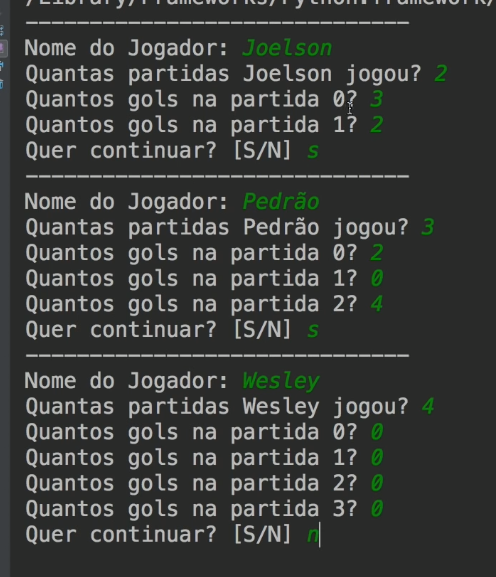 /Library/Frameworks/Python.framework/
------------------------------
Nome do Jogador: Joelson
Quantas partidas Joelson jogou? 2
Quantos gols na partida 0? 3
Quantos gols na partida 1? 2
Quer continuar? [S/N] s
------------------------------
Nome do Jogador: Pedrão
Quantas partidas Pedrão jogou? 3
Quantos gols na partida 0? 2
Quantos gols na partida 1? 0
Quantos gols na partida 2? 4
Quer continuar? [S/N] s
------------------------------
Nome do Jogador: Wesley
Quantas partidas Wesley jogou? 4
Quantos gols na partida 0? 0
Quantos gols na partida 1? 0
Quantos gols na partida 2? 0
Quantos gols na partida 3? 0
Quer continuar? [S/N] n